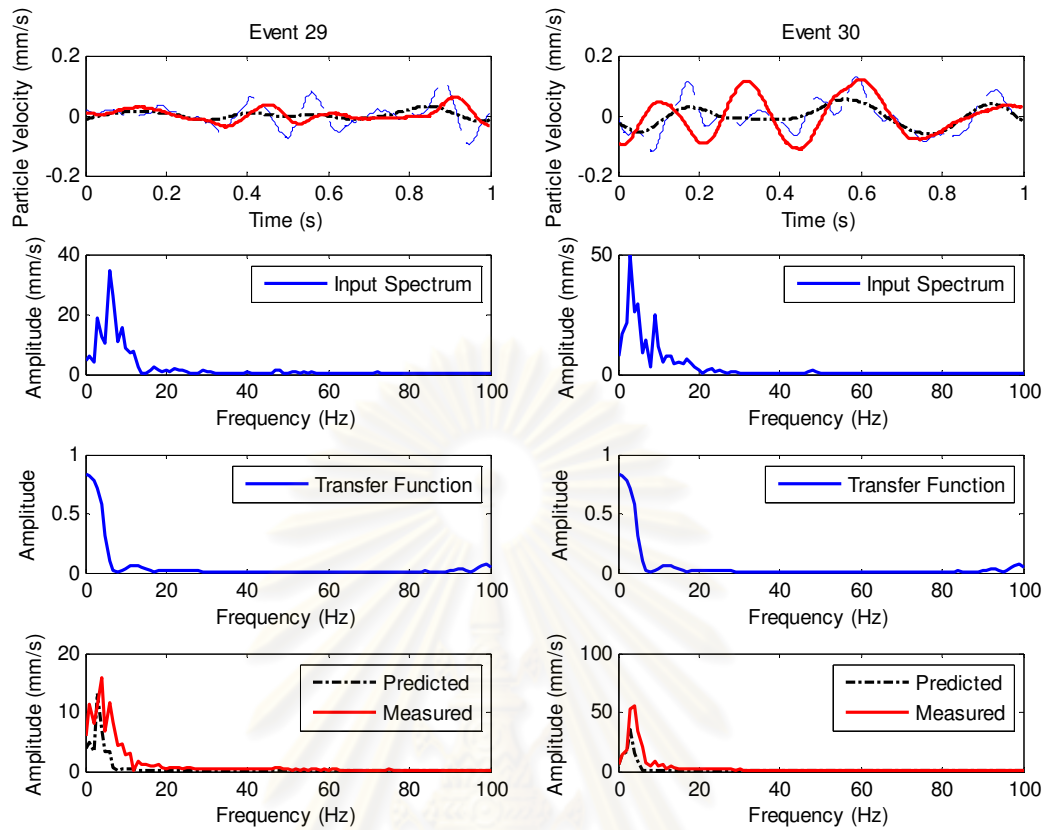 Event 29
Particle Velocity (mm/s)
0.2
0
-0.2
0 0.2 0.4 0.6 0.8 1
Time (s)
Event 30
Particle Velocity (mm/s)
0.2
0
-0.2
0 0.2 0.4 0.6 0.8 1
Time (s)
Amplitude (mm/s)
40
20
0
Input Spectrum
0 20 40 60 80 100
Frequency (Hz)
Amplitude (mm/s)
50
0
Input Spectrum
0 20 40 60 80 100
Frequency (Hz)
Amplitude
1
0.5
0
Transfer Function
0 20 40 60 80 100
Frequency (Hz)
Amplitude
1
0.5
0
Transfer Function
0 20 40 60 80 100
Frequency (Hz)
Amplitude (mm/s)
20
10
0
Predicted
Measured
0 20 40 60 80 100
Frequency (Hz)
Amplitude (mm/s)
100
50
0
Predicted
Measured
0 20 40 60 80 100
Frequency (Hz)